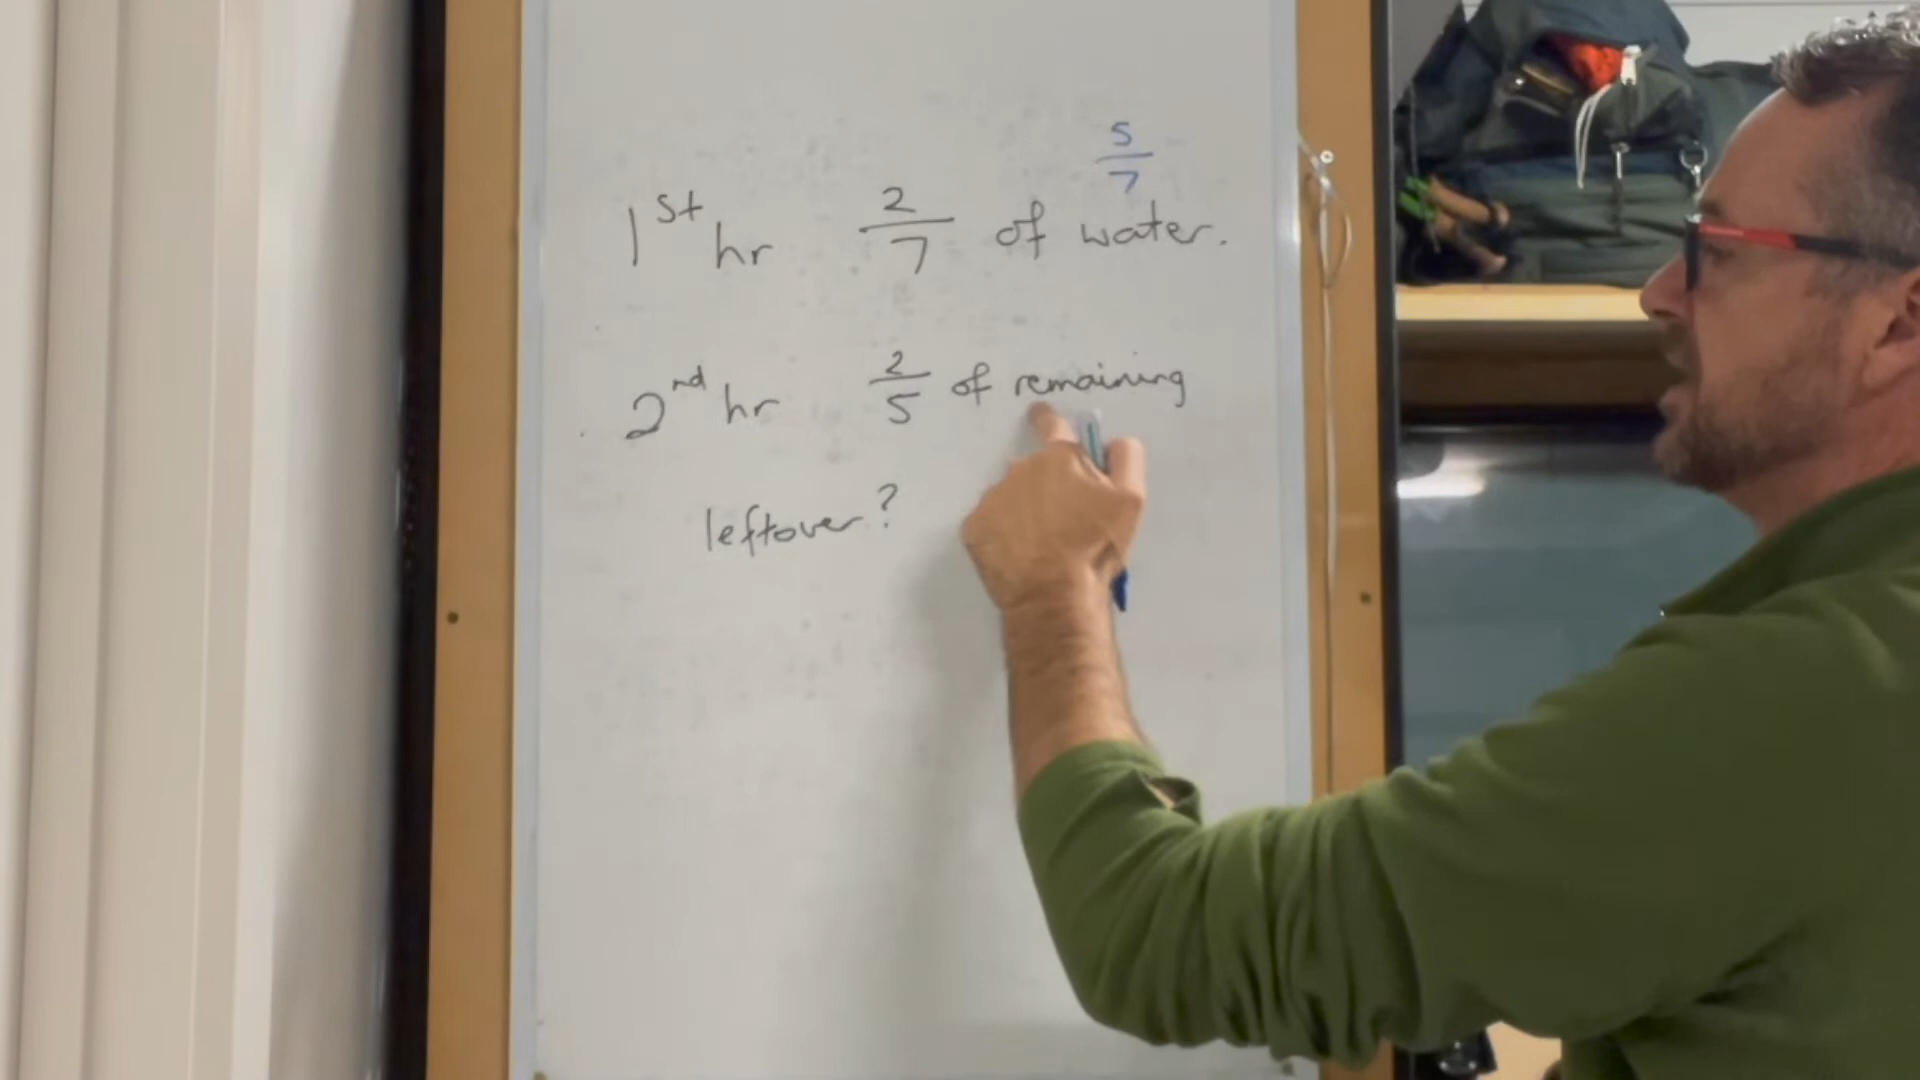 5/7
1st hr 2/7 of water.
2nd hr 2/5 of remaining
leftover?